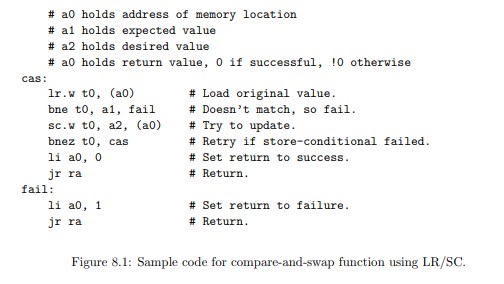 # a0 holds address of memory location
# a1 holds expected value
# a2 holds desired value
# a0 holds return value, 0 if successful, !0 otherwise
cas:
lr.w t0, (a0) # Load original value.
bne t0, a1, fail # Doesn't match, so fail.
sc.w t0, a2, (a0) # Try to update.
bnez t0, cas # Retry if store-conditional failed.
li a0, 0 # Set return to success.
jr ra # Return.
fail:
li a0, 1 # Set return to failure.
jr ra # Return.
Figure 8.1: Sample code for compare-and-swap function using LR/SC.